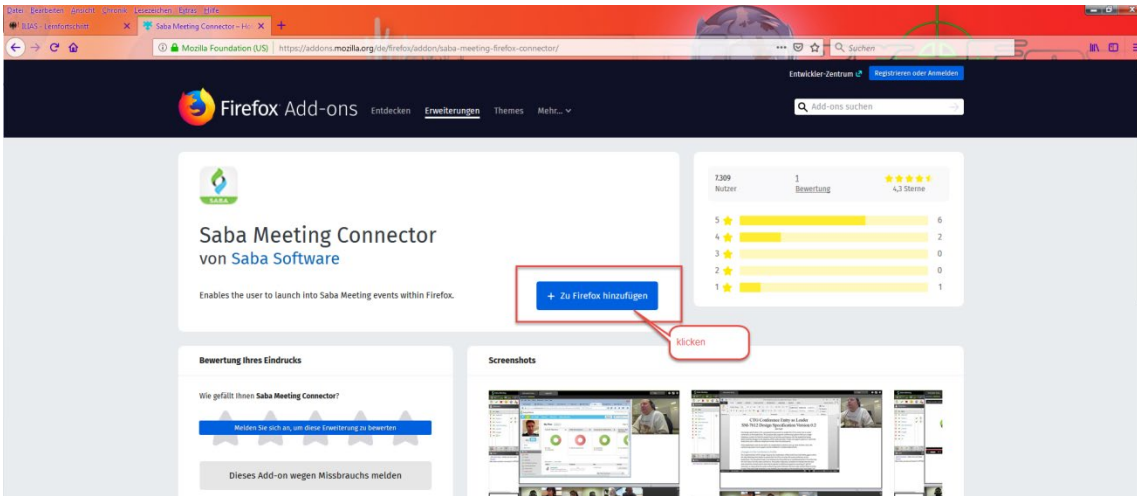 Datei Bearbeiten Ansicht Chronik Lesezeichen Extras Hilfe
ILIAS - Lernfortschritt
Saba Meeting Connector – Ho
Mozilla Foundation (US) https://addons.mozilla.org/de/firefox/addon/saba-meeting-firefox-connector/
Suchen
Entwickler-Zentrum
Registrieren oder Anmelden
Firefox Add-ons Entdecken Erweiterungen Themes Mehr...
Add-ons suchen
SABA
Saba Meeting Connector
von Saba Software
Enables the user to launch into Saba Meeting events within Firefox.
+ Zu Firefox hinzufügen
klicken
7.309 1
Nutzer Bewertung 4,3 Sterne
5 6
4 2
3 0
2 0
1 1
Bewertung Ihres Eindrucks
Wie gefällt Ihnen Saba Meeting Connector?
Melden Sie sich an, um diese Erweiterung zu bewerten
Dieses Add-on wegen Missbrauchs melden
Screenshots